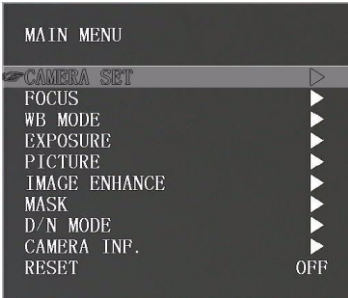 MAIN MENU
CAMERA SET
FOCUS
WB MODE
EXPOSURE
PICTURE
IMAGE ENHANCE
MASK
D/N MODE
CAMERA INF.
RESET OFF